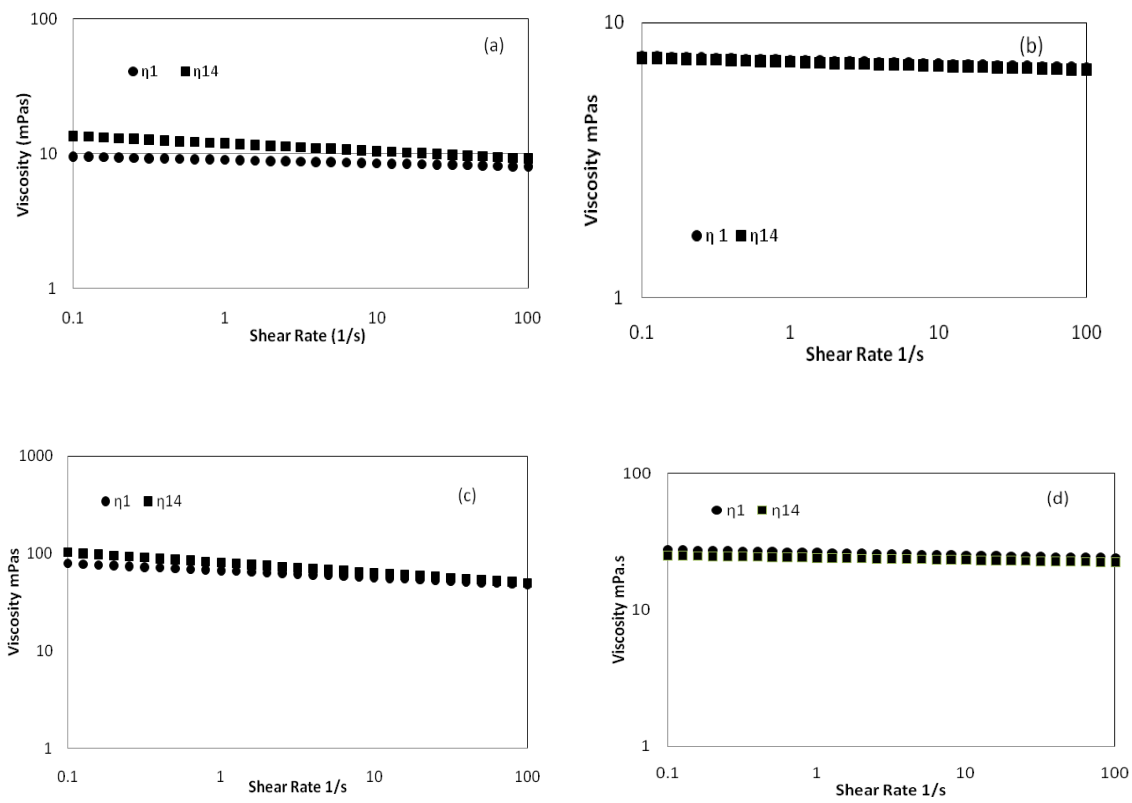 100
(a)
η1 η14
Viscosity (mPas)
10
1
0.1 1 10 100
Shear Rate (1/s)
10
(b)
Viscosity mPas
η 1 η14
1
0.1 1 10 100
Shear Rate 1/s
1000
(c)
η1 η14
Viscosity mPas
100
10
1
0.1 1 10 100
Shear Rate 1/s
100
(d)
η1 η14
Viscosity mPa.s
10
1
0.1 1 10 100
Shear Rate 1/s